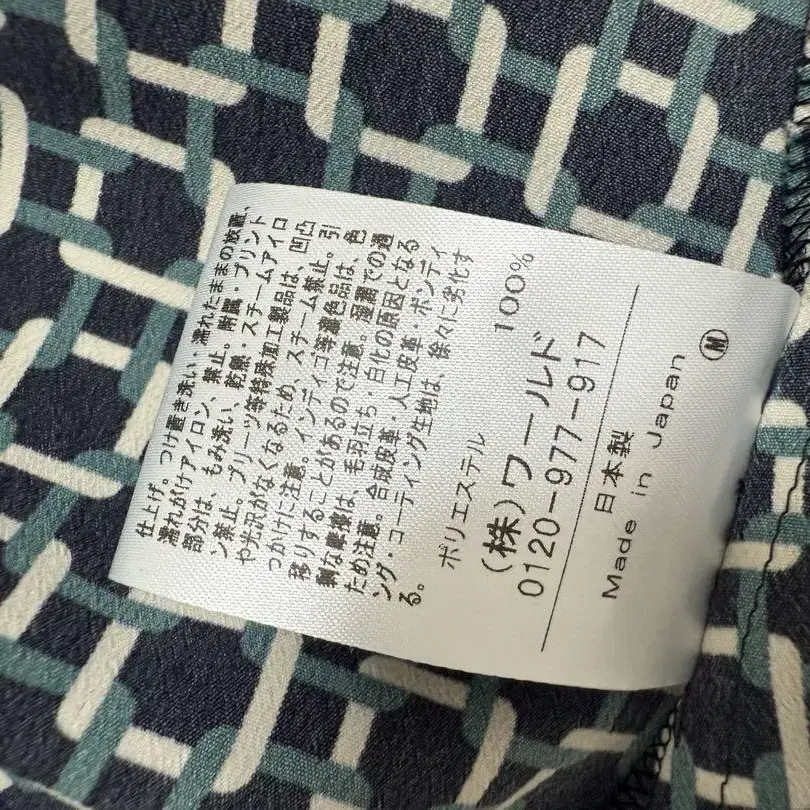 仕上げ。つけ置き洗い・濡れたままの放置、
濡れがけアイロン、禁止。附属・プリント
部分は、もみ洗い、乾燥・スチームアイロ
ン禁止。プリーツ等特殊加工製品は、凹凸
や光沢がなくなるため、スチーム禁止。引
っかけに注意。インディゴ等濃色品は、色
移りすることがあるので注意。湿潤での過
剰な摩擦は、毛羽立ち・白化の原因となる
ため注意。合成皮革・人工皮革・ボンディ
ング・コーティング生地は、徐々に劣化す
る。
ポリエステル 100%
(株)ワールド
0120-977-917
日本製
Made in Japan
M